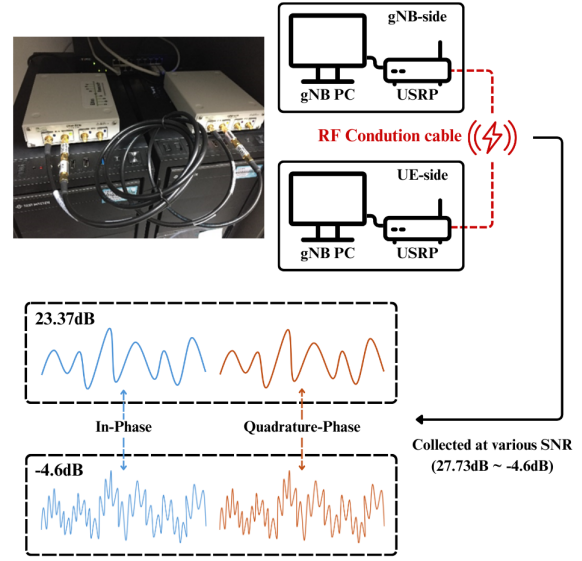 gNB-side
gNB PC
USRP
RF Condution cable
UE-side
gNB PC
USRP
23.37dB
In-Phase
Quadrature-Phase
Collected at various SNR
(27.73dB ~ -4.6dB)
-4.6dB